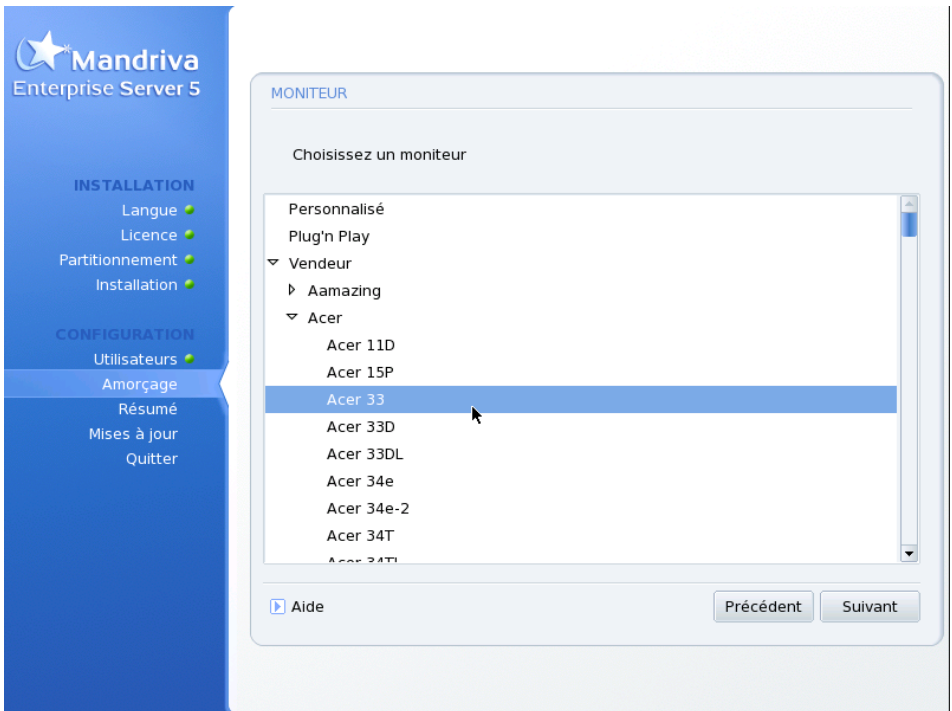 Mandriva
Enterprise Server 5
INSTALLATION
Langue
Licence
Partitionnement
Installation
CONFIGURATION
Utilisateurs
Amorçage
Résumé
Mises à jour
Quitter
MONITEUR
Choisissez un moniteur
Personnalisé
Plug'n Play
Vendeur
Aamazing
Acer
Acer 11D
Acer 15P
Acer 33
Acer 33D
Acer 33DL
Acer 34e
Acer 34e-2
Acer 34T
Aide
Précédent
Suivant